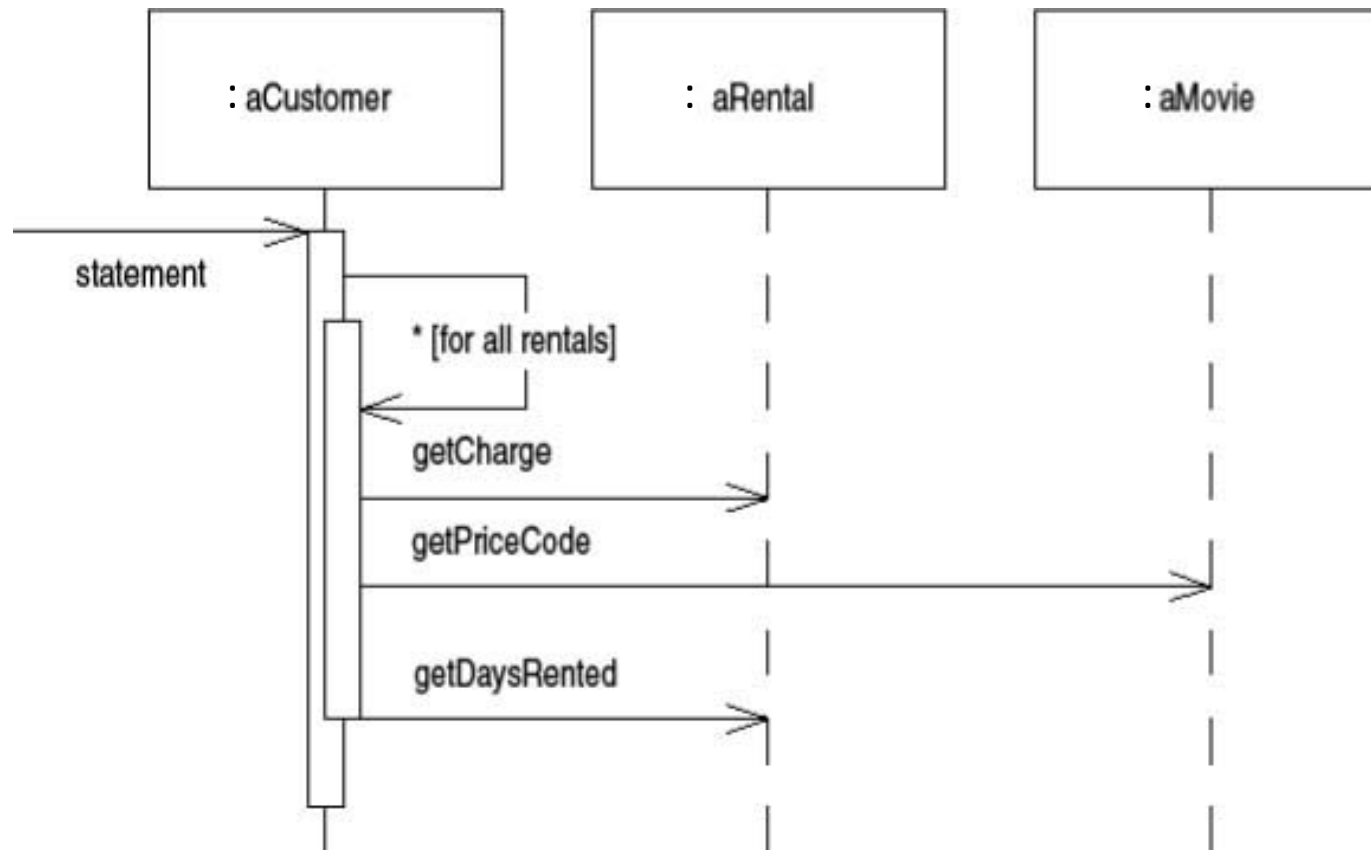 : aCustomer
: aRental
: aMovie
statement
* [for all rentals]
getCharge
getPriceCode
getDaysRented